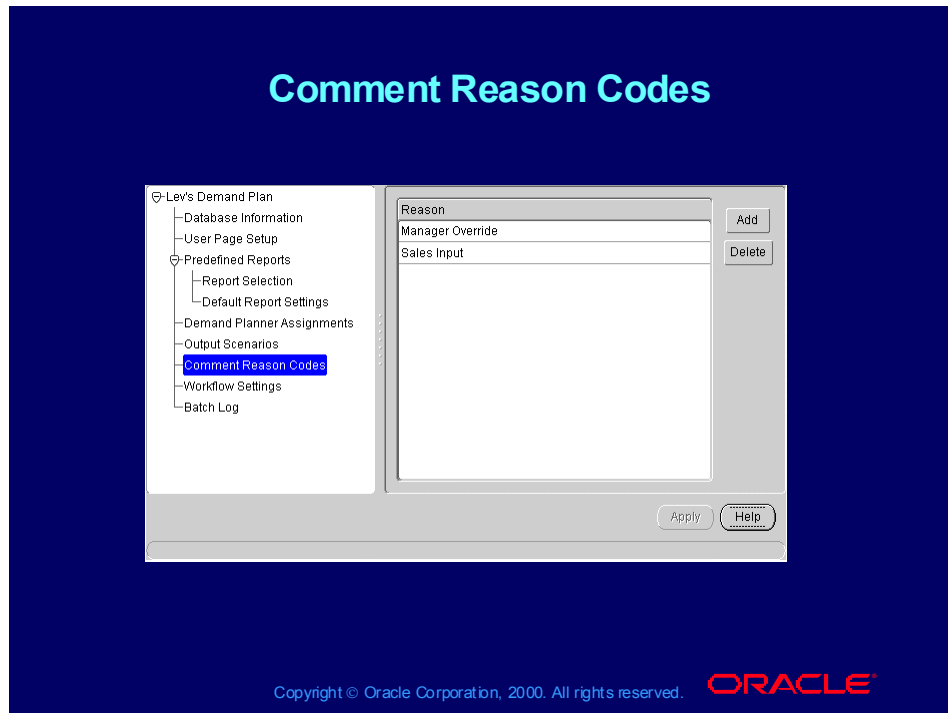 Comment Reason Codes
Lev's Demand Plan
Database Information
User Page Setup
Predefined Reports
Report Selection
Default Report Settings
Demand Planner Assignments
Output Scenarios
Comment Reason Codes
Workflow Settings
Batch Log
Reason
Manager Override
Sales Input
Add
Delete
Apply
Help
Copyright © Oracle Corporation, 2000. All rights reserved.
ORACLE